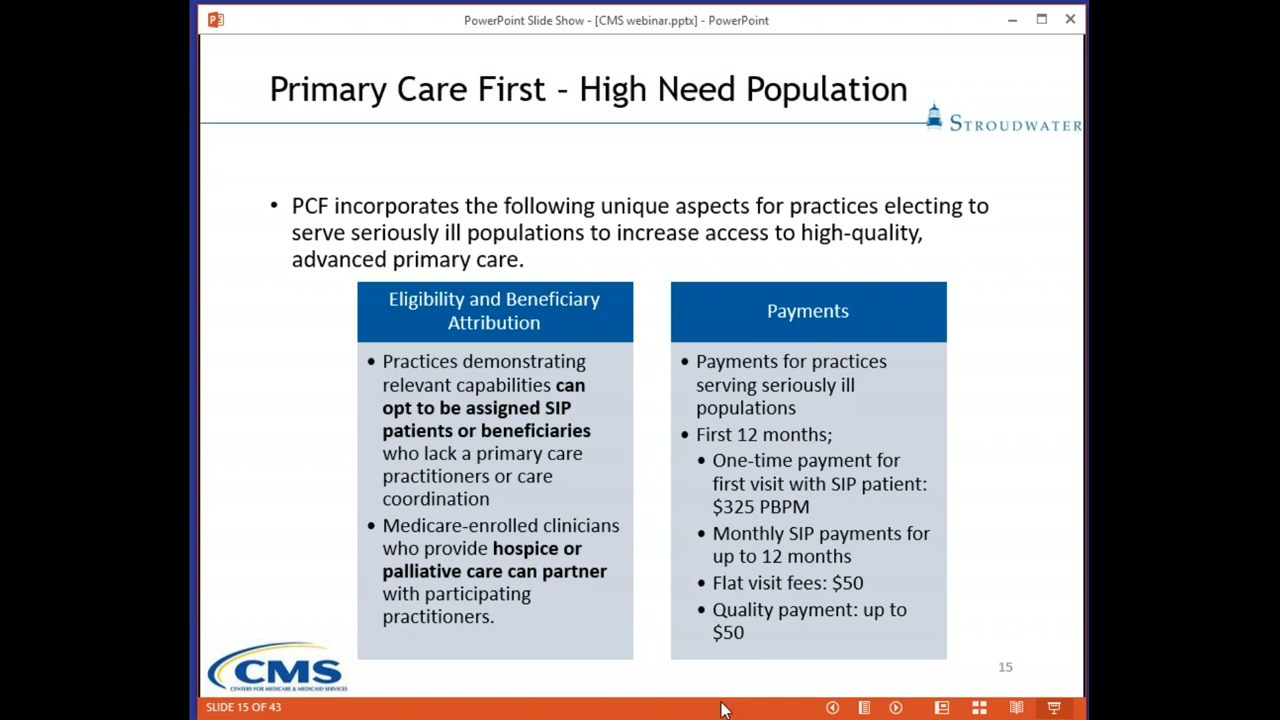 PowerPoint Slide Show - [CMS webinar.pptx] - PowerPoint
Primary Care First – High Need Population
STROUDWATER
• PCF incorporates the following unique aspects for practices electing to
serve seriously ill populations to increase access to high-quality,
advanced primary care.
Eligibility and Beneficiary
Attribution
• Practices demonstrating
relevant capabilities can
opt to be assigned SIP
patients or beneficiaries
who lack a primary care
practitioners or care
coordination
• Medicare-enrolled clinicians
who provide hospice or
palliative care can partner
with participating
practitioners.
Payments
• Payments for practices
serving seriously ill
populations
• First 12 months;
• One-time payment for
first visit with SIP patient:
$325 PBPM
• Monthly SIP payments for
up to 12 months
• Flat visit fees: $50
• Quality payment: up to
$50
CMS
CENTERS FOR MEDICARE & MEDICAID SERVICES
15
SLIDE 15 OF 43